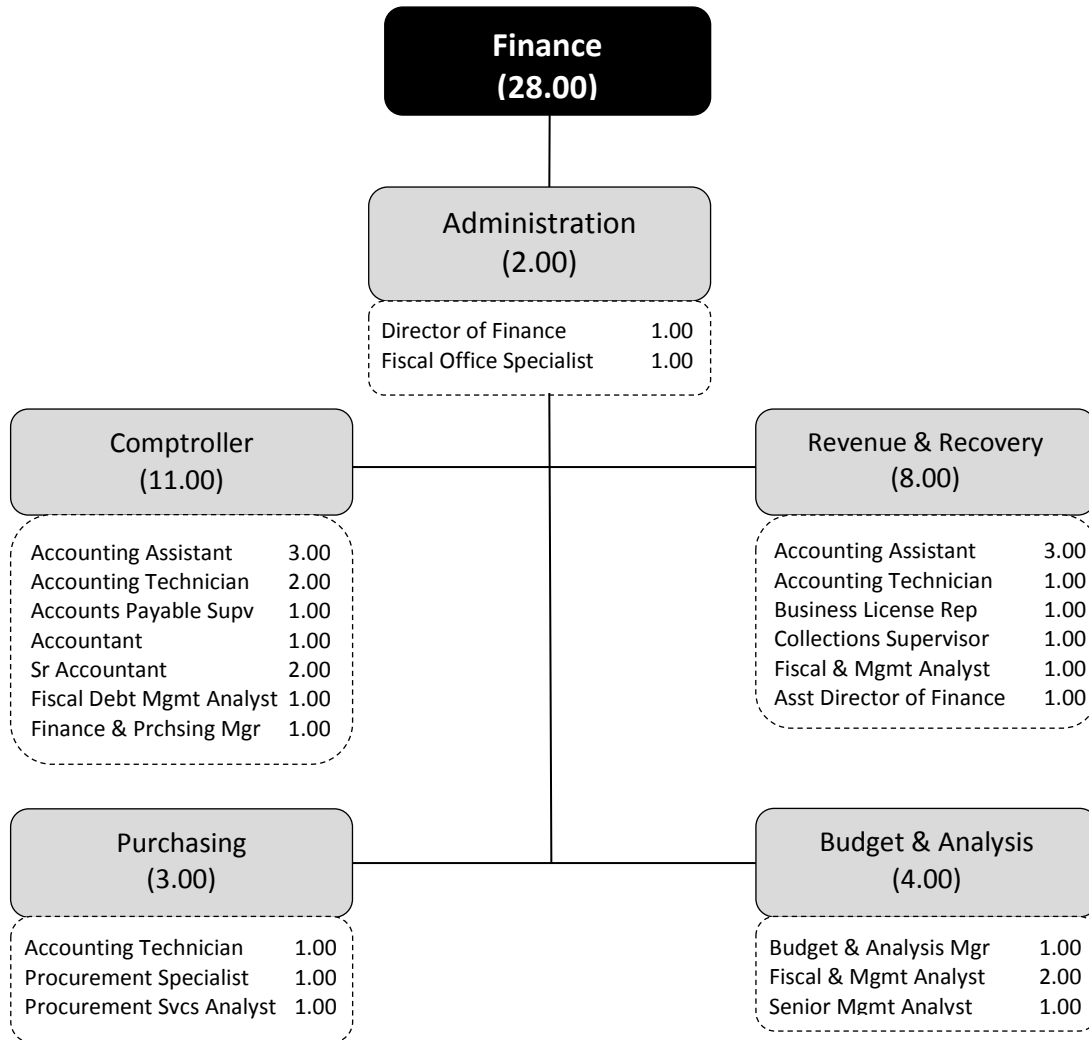 Finance
(28.00)
Administration
(2.00)
Director of Finance 1.00
Fiscal Office Specialist 1.00
Comptroller
(11.00)
Accounting Assistant 3.00
Accounting Technician 2.00
Accounts Payable Supv 1.00
Accountant 1.00
Sr Accountant 2.00
Fiscal Debt Mgmt Analyst 1.00
Finance & Prchsing Mgr 1.00
Revenue & Recovery
(8.00)
Accounting Assistant 3.00
Accounting Technician 1.00
Business License Rep 1.00
Collections Supervisor 1.00
Fiscal & Mgmt Analyst 1.00
Asst Director of Finance 1.00
Purchasing
(3.00)
Accounting Technician 1.00
Procurement Specialist 1.00
Procurement Svcs Analyst 1.00
Budget & Analysis
(4.00)
Budget & Analysis Mgr 1.00
Fiscal & Mgmt Analyst 2.00
Senior Mgmt Analyst 1.00